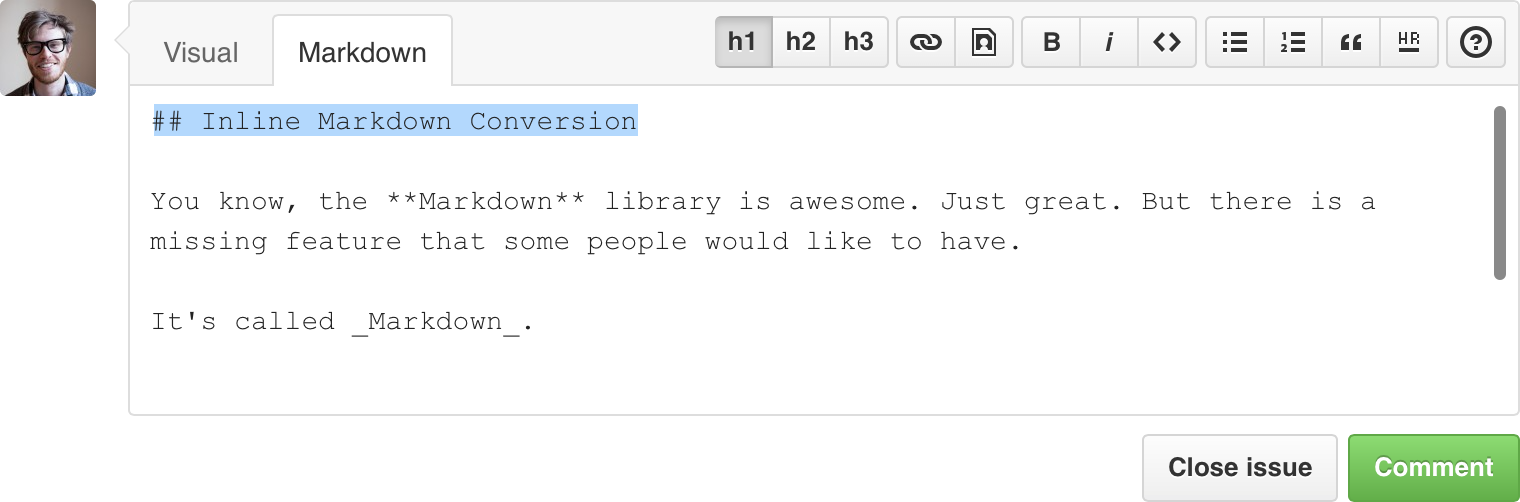 Visual Markdown h1 h2 h3 B i <> HR ?
## Inline Markdown Conversion
You know, the **Markdown** library is awesome. Just great. But there is a
missing feature that some people would like to have.
It's called _Markdown_.
Close issue Comment